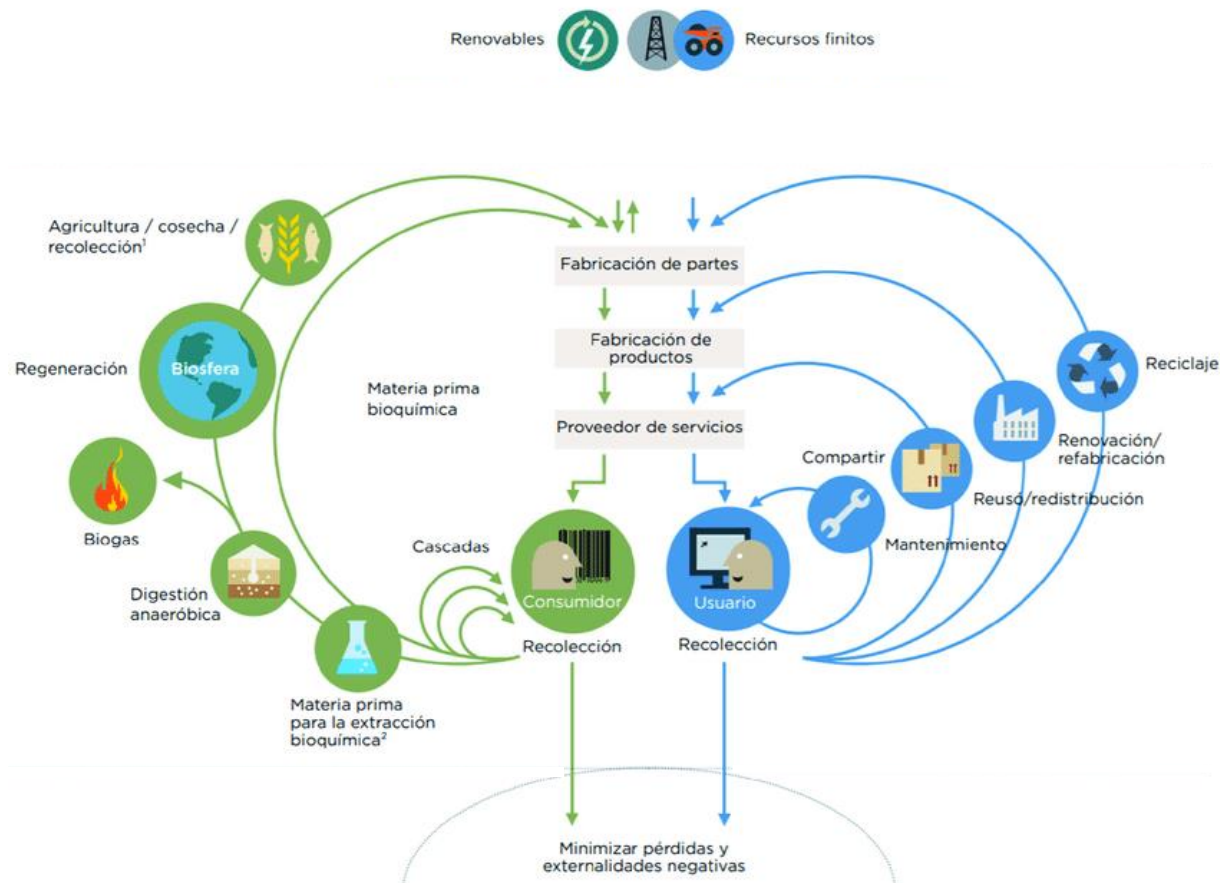 Renovables
Recursos finitos
Agricultura / cosecha /
recolección¹
Fabricación de partes
Regeneración
Biosfera
Fabricación de
productos
Reciclaje
Materia prima
bioquímica
Proveedor de servicios
Renovación/
refabricación
Compartir
Reuso/redistribución
Biogas
Cascadas
Mantenimiento
Digestión
anaeróbica
Consumidor
Usuario
Recolección
Recolección
Materia prima
para la extracción
bioquímica²
Minimizar pérdidas y
externalidades negativas